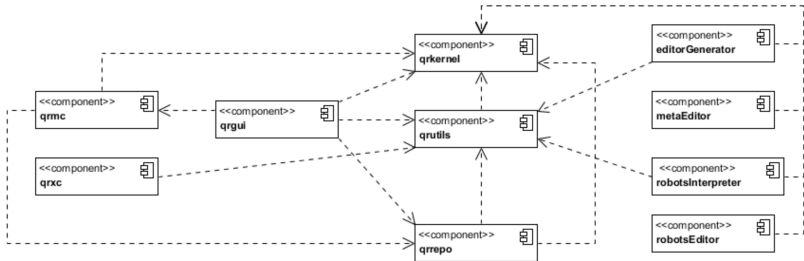 <<component>>
qrkernel
<<component>>
editorGenerator
<<component>>
qrmc
<<component>>
qrgui
<<component>>
qrutils
<<component>>
metaEditor
<<component>>
qrxc
<<component>>
robotsInterpreter
<<component>>
qrrepo
<<component>>
robotsEditor